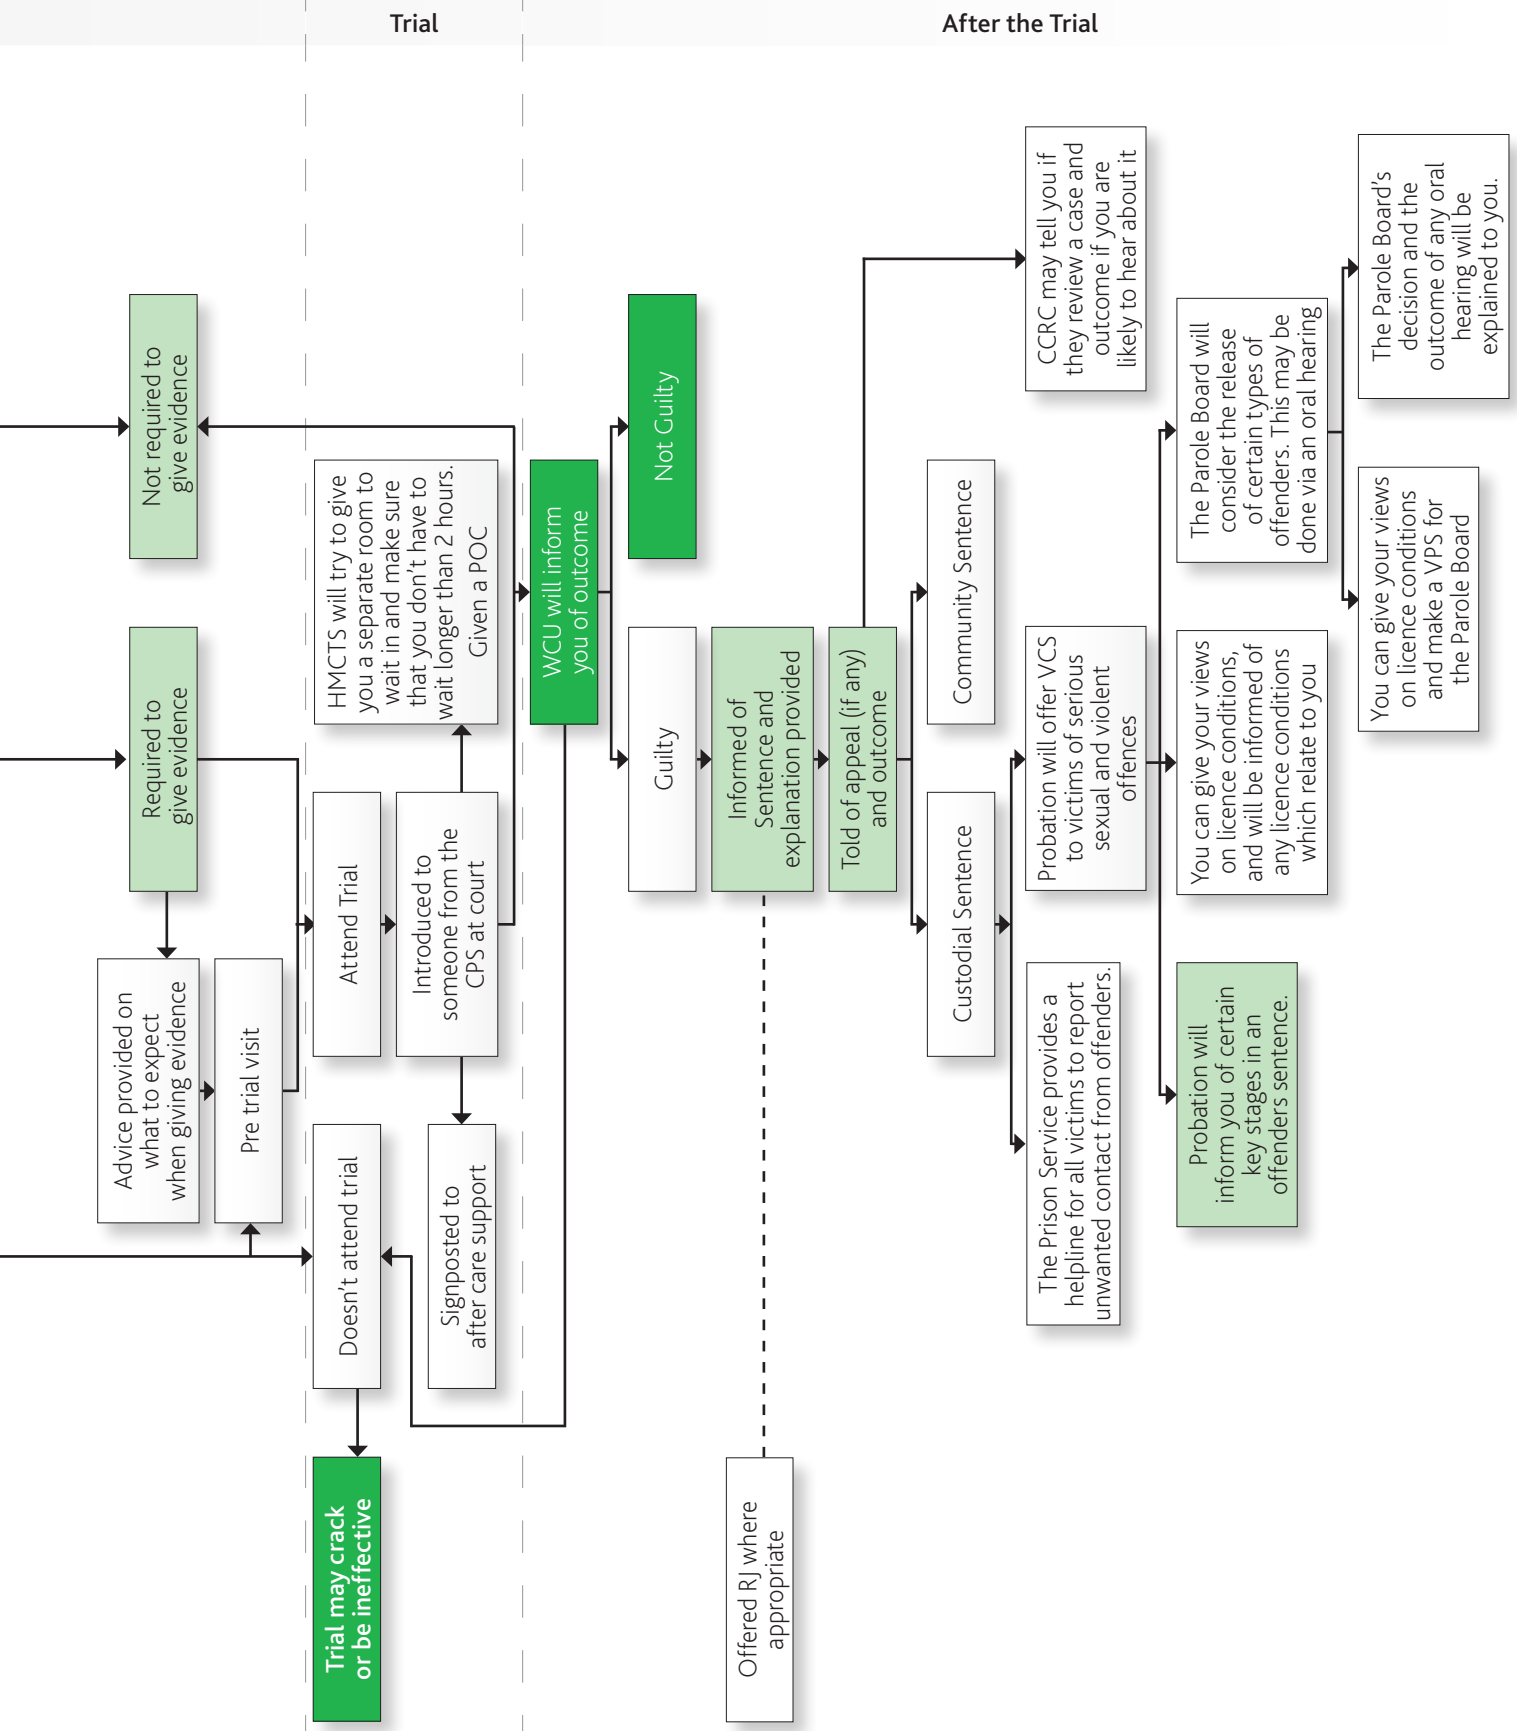 Trial
After the Trial
Not required to
give evidence
Required to
give evidence
Advice provided on
what to expect
when giving evidence
Pre trial visit
HMCTS will try to give
you a separate room to
wait in and make sure
that you don't have to
wait longer than 2 hours.
Given a POC
Attend Trial
Introduced to
someone from the
CPS at court
Doesn't attend trial
Signposted to
after care support
Trial may crack
or be ineffective
WCU will inform
you of outcome
Not Guilty
Guilty
Informed of
Sentence and
explanation provided
Offered RJ where
appropriate
Told of appeal (if any)
and outcome
CCRC may tell you if
they review a case and
outcome if you are
likely to hear about it
Community Sentence
Custodial Sentence
Probation will offer VCS
to victims of serious
sexual and violent
offences
The Prison Service provides a
helpline for all victims to report
unwanted contact from offenders.
The Parole Board will
consider the release
of certain types of
offenders. This may be
done via an oral hearing
You can give your views
on licence conditions,
and will be informed of
any licence conditions
which relate to you
Probation will
inform you of certain
key stages in an
offenders sentence.
The Parole Board's
decision and the
outcome of any oral
hearing will be
explained to you.
You can give your views
on licence conditions
and make a VPS for
the Parole Board